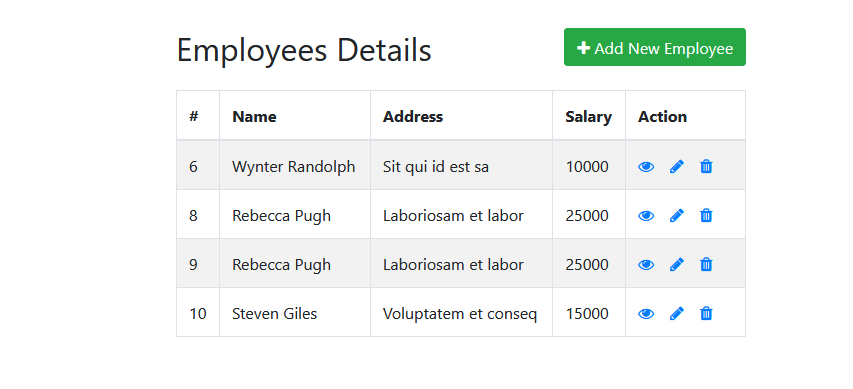 Employees Details
Add New Employee
# Name Address Salary Action
6 Wynter Randolph Sit qui id est sa 10000
8 Rebecca Pugh Laboriosam et labor 25000
9 Rebecca Pugh Laboriosam et labor 25000
10 Steven Giles Voluptatem et conseq 15000